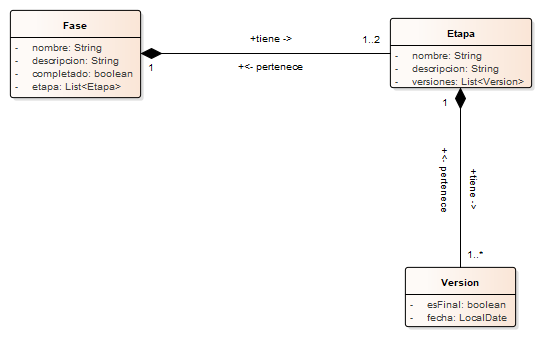 Fase
- nombre: String
- descripcion: String
- completado: boolean
- etapa: List<Etapa>
1
+tiene ->
+<- pertenece
1..2
Etapa
- nombre: String
- descripcion: String
- versiones: List<Version>
1
+<- pertenece
+tiene ->
1..*
Version
- esFinal: boolean
- fecha: LocalDate